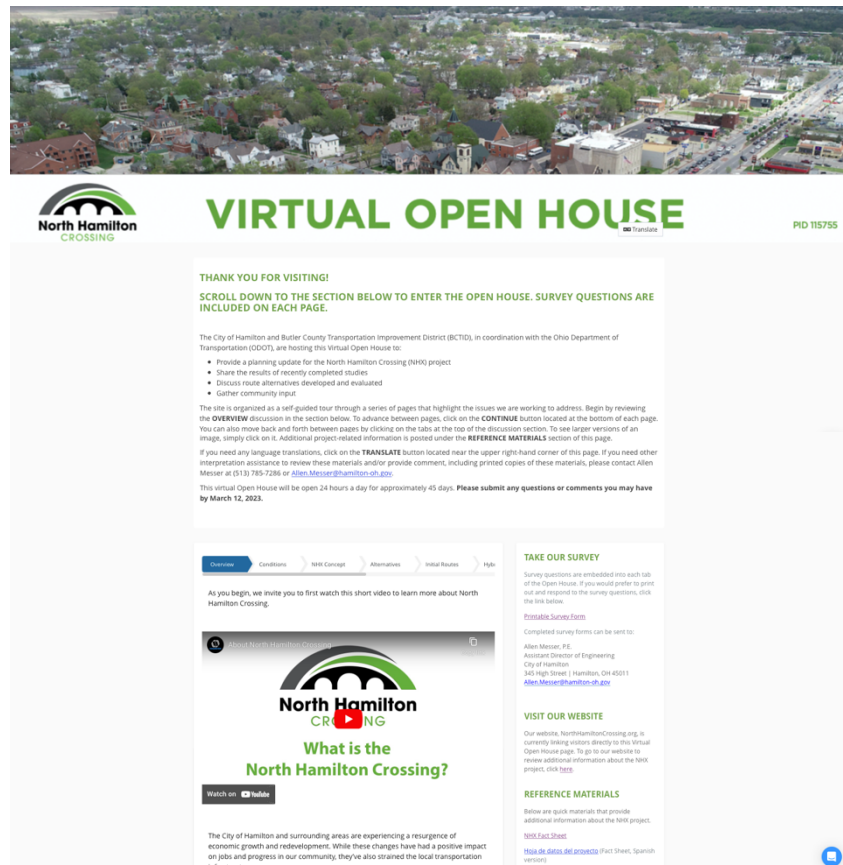 North Hamilton
CROSSING
VIRTUAL OPEN HOUSE
Translate
PID 115755
THANK YOU FOR VISITING!
SCROLL DOWN TO THE SECTION BELOW TO ENTER THE OPEN HOUSE. SURVEY QUESTIONS ARE
INCLUDED ON EACH PAGE.
The City of Hamilton and Butler County Transportation Improvement District (BCTID), in coordination with the Ohio Department of
Transportation (ODOT), are hosting this Virtual Open House to:
• Provide a planning update for the North Hamilton Crossing (NHX) project
• Share the results of recently completed studies
• Discuss route alternatives developed and evaluated
• Gather community input
The site is organized as a self-guided tour through a series of pages that highlight the issues we are working to address. Begin by reviewing
the OVERVIEW discussion in the section below. To advance between pages, click on the CONTINUE button located at the bottom of each page.
You can also move back and forth between pages by clicking on the tabs at the top of the discussion section. To see larger versions of an
image, simply click on it. Additional project-related information is posted under the REFERENCE MATERIALS section of this page.
If you need any language translations, click on the TRANSLATE button located near the upper right-hand corner of this page. If you need other
interpretation assistance to review these materials and/or provide comment, including printed copies of these materials, please contact Allen
Messer at (513) 785-7286 or Allen.Messer@hamilton-oh.gov.
This virtual Open House will be open 24 hours a day for approximately 45 days. Please submit any questions or comments you may have
by March 12, 2023.
Overview
Conditions
NHX Concept
Alternatives
Initial Routes
Hyb
As you begin, we invite you to first watch this short video to learn more about North
Hamilton Crossing.
About North Hamilton Crossing
North Hamilton
CROSSING
What is the
North Hamilton Crossing?
Watch on YouTube
The City of Hamilton and surrounding areas are experiencing a resurgence of
economic growth and redevelopment. While these changes have had a positive impact
on jobs and progress in our community, they've also strained the local transportation
TAKE OUR SURVEY
Survey questions are embedded into each tab
of the Open House. If you would prefer to print
out and respond to the survey questions, click
the link below.
Printable Survey Form
Completed survey forms can be sent to:
Allen Messer, P.E.
Assistant Director of Engineering
City of Hamilton
345 High Street | Hamilton, OH 45011
Allen.Messer@hamilton-oh.gov
VISIT OUR WEBSITE
Our website, NorthHamiltonCrossing.org, is
currently linking visitors directly to this Virtual
Open House page. To go to our website to
review additional information about the NHX
project, click here.
REFERENCE MATERIALS
Below are quick materials that provide
additional information about the NHX project.
NHX Fact Sheet
Hoja de datos del proyecto (Fact Sheet, Spanish
version)